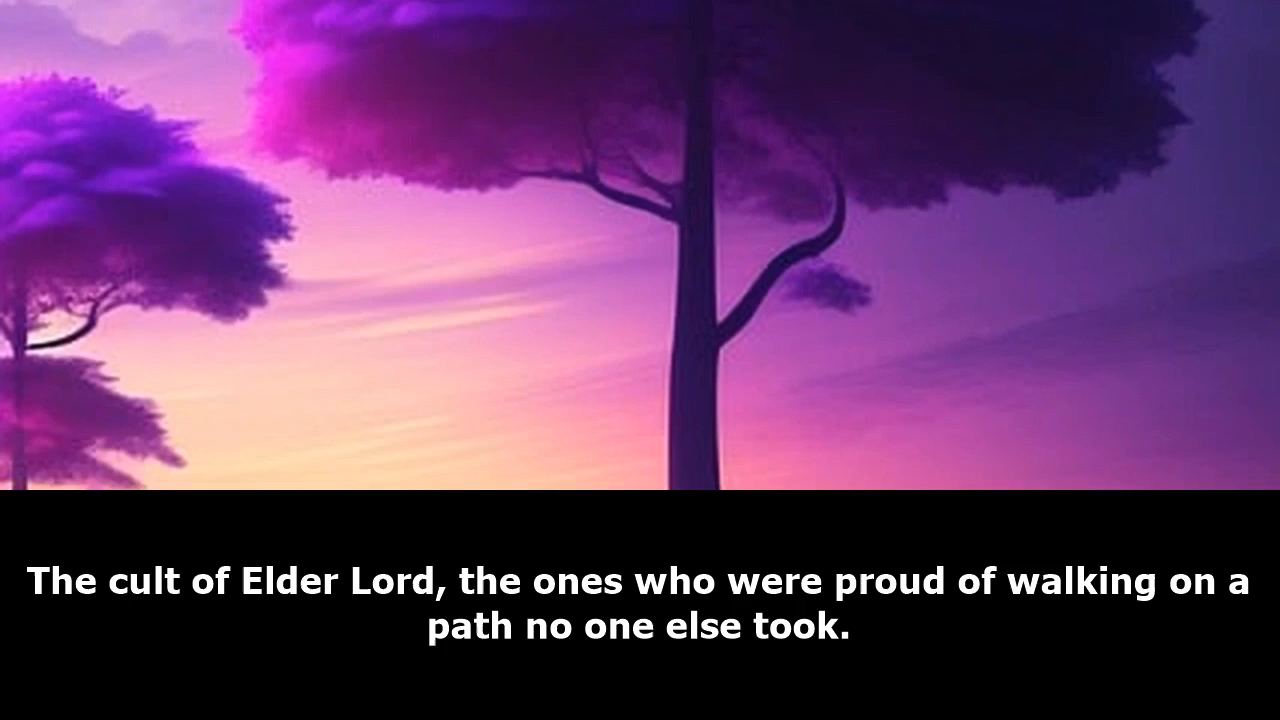 The cult of Elder Lord, the ones who were proud of walking on a
path no one else took.